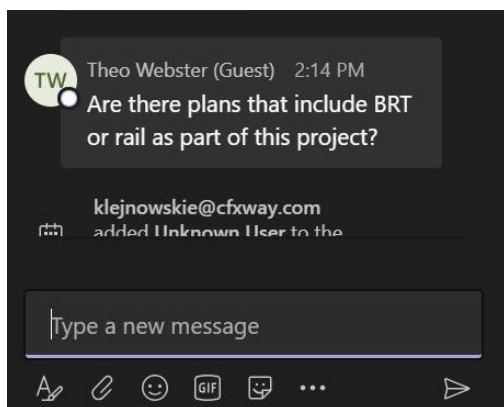 TW
Theo Webster (Guest) 2:14 PM
Are there plans that include BRT
or rail as part of this project?
klejnowskie@cfxway.com
added Unknown User to the
Type a new message
GIF